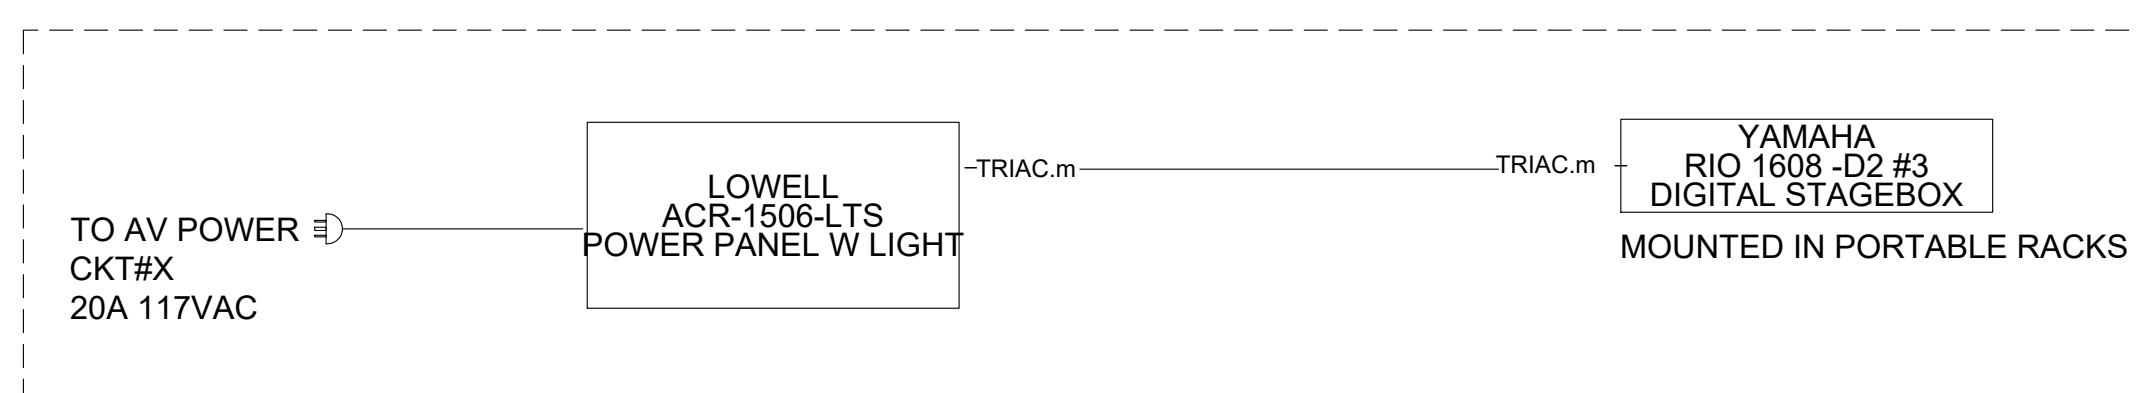 YAMAHA
RIO 1608 -D2 #3
DIGITAL STAGEBOX
MOUNTED IN PORTABLE RACKS
TRIAC.m
TRIAC.m
LOWELL
ACR-1506-LTS
POWER PANEL W LIGHT
TO AV POWER
CKT#X
20A 117VAC